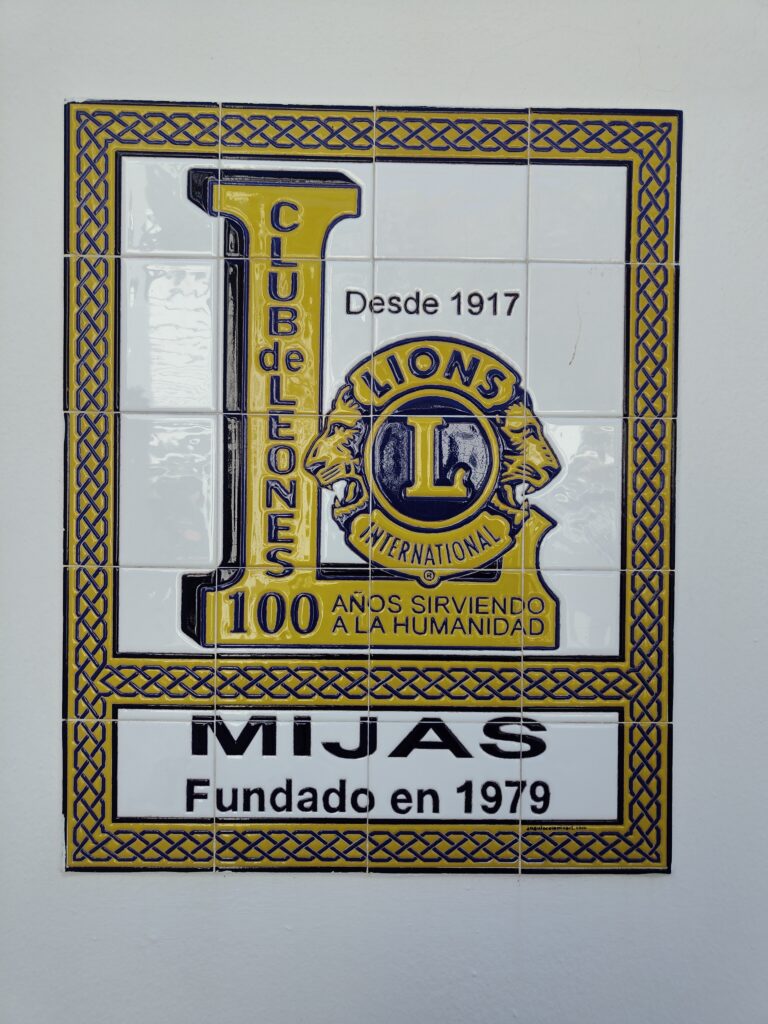 CLUB de LEONES
Desde 1917
LIONS
L
INTERNATIONAL
®
100 AÑOS SIRVIENDO
A LA HUMANIDAD
MIJAS
Fundado en 1979